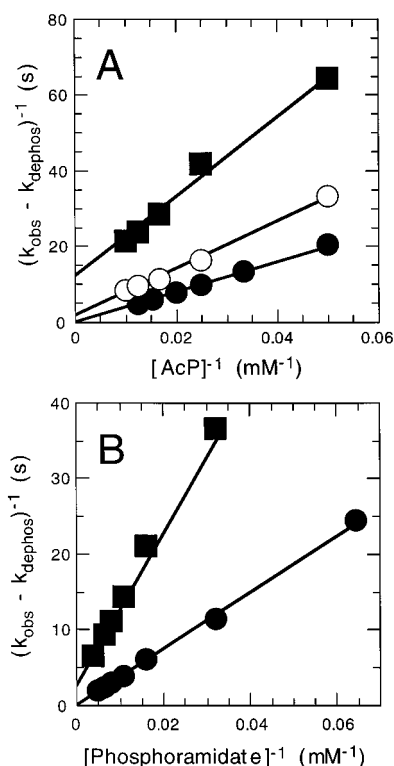 A
(k_obs - k_dephos)^-1 (s)
80
60
40
20
0
0 0.02 0.04 0.06
[AcP]^-1 (mM^-1)
B
(k_obs - k_dephos)^-1 (s)
40
30
20
10
0
0 0.02 0.04 0.06
[Phosphoramidate]^-1 (mM^-1)